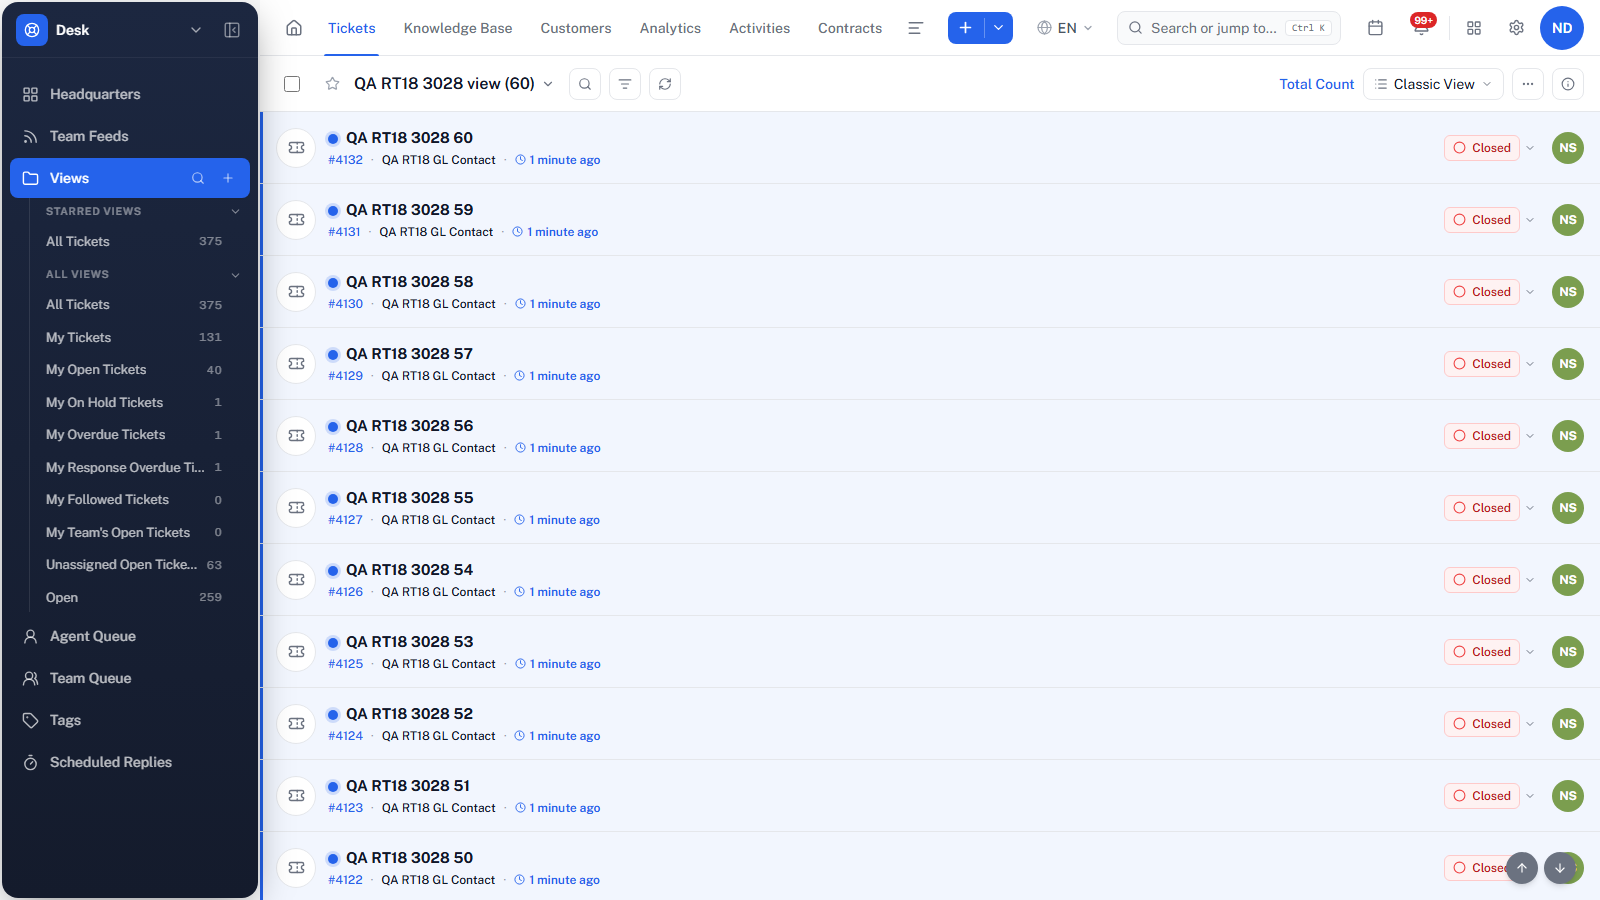 Desk
Headquarters
Team Feeds
Views
STARRED VIEWS
All Tickets 375
ALL VIEWS
All Tickets 375
My Tickets 131
My Open Tickets 40
My On Hold Tickets 1
My Overdue Tickets 1
My Response Overdue Ti... 1
My Followed Tickets 0
My Team's Open Tickets 0
Unassigned Open Ticke... 63
Open 259
Agent Queue
Team Queue
Tags
Scheduled Replies
Tickets Knowledge Base Customers Analytics Activities Contracts EN Search or jump to... Ctrl K 99+ ND
QA RT18 3028 view (60) Total Count Classic View
QA RT18 3028 60
#4132 · QA RT18 GL Contact · 1 minute ago Closed NS
QA RT18 3028 59
#4131 · QA RT18 GL Contact · 1 minute ago Closed NS
QA RT18 3028 58
#4130 · QA RT18 GL Contact · 1 minute ago Closed NS
QA RT18 3028 57
#4129 · QA RT18 GL Contact · 1 minute ago Closed NS
QA RT18 3028 56
#4128 · QA RT18 GL Contact · 1 minute ago Closed NS
QA RT18 3028 55
#4127 · QA RT18 GL Contact · 1 minute ago Closed NS
QA RT18 3028 54
#4126 · QA RT18 GL Contact · 1 minute ago Closed NS
QA RT18 3028 53
#4125 · QA RT18 GL Contact · 1 minute ago Closed NS
QA RT18 3028 52
#4124 · QA RT18 GL Contact · 1 minute ago Closed NS
QA RT18 3028 51
#4123 · QA RT18 GL Contact · 1 minute ago Closed NS
QA RT18 3028 50
#4122 · QA RT18 GL Contact · 1 minute ago